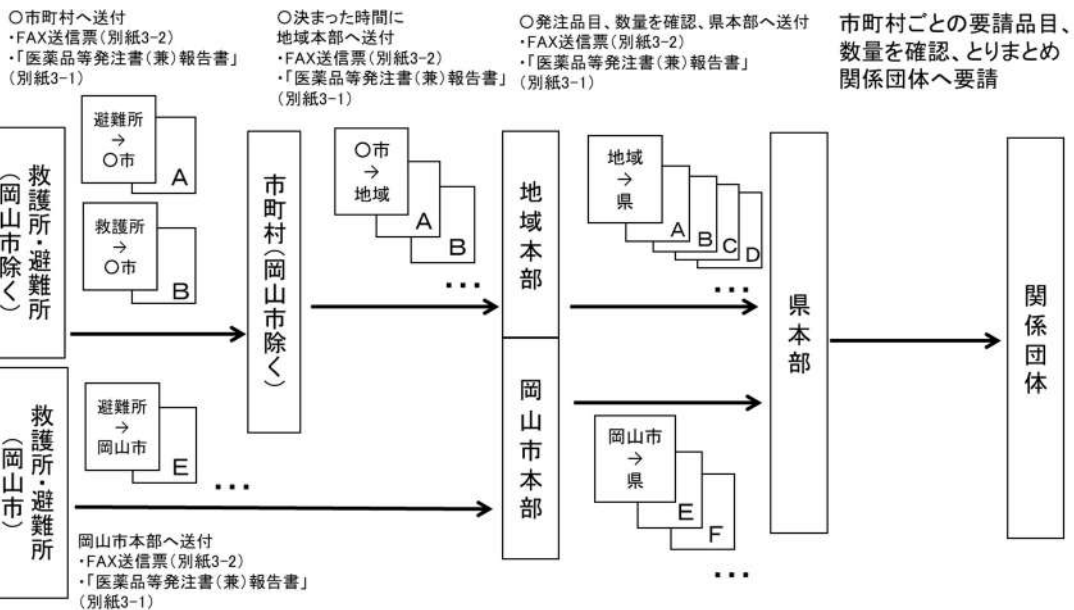 〇市町村へ送付
・FAX送信票(別紙3-2)
・「医薬品等発注書(兼)報告書」
(別紙3-1)
〇決まった時間に
地域本部へ送付
・FAX送信票(別紙3-2)
・「医薬品等発注書(兼)報告書」
(別紙3-1)
〇発注品目、数量を確認、県本部へ送付
・FAX送信票(別紙3-2)
・「医薬品等発注書(兼)報告書」
(別紙3-1)
市町村ごとの要請品目、
数量を確認、とりまとめ
関係団体へ要請
救護所・避難所
(岡山市除く)
避難所
→
〇市
A
救護所
→
〇市
B
市町村(岡山市除く)
〇市
→
地域
A
B
…
地域本部
地域
→
県
A
B
C
D
…
県本部
関係団体
救護所・避難所
(岡山市)
避難所
→
岡山市
E
…
岡山市本部
岡山市
→
県
E
F
…
岡山市本部へ送付
・FAX送信票(別紙3-2)
・「医薬品等発注書(兼)報告書」
(別紙3-1)